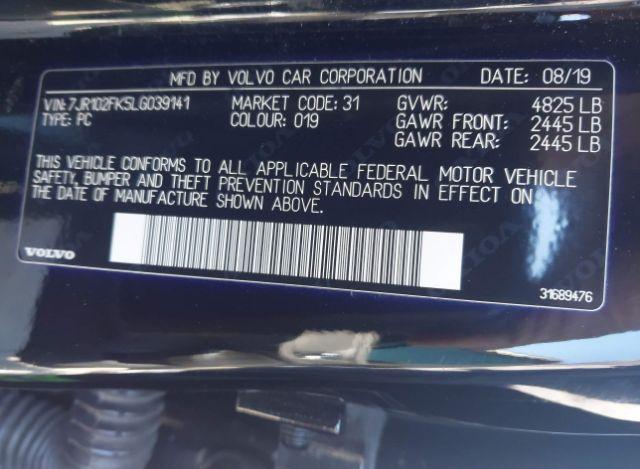 MFD BY VOLVO CAR CORPORATION DATE: 08/19
VIN:7JR102FK5LG039141 MARKET CODE: 31 GVWR: 4825 LB
TYPE: PC COLOUR: 019 GAWR FRONT: 2445 LB
GAWR REAR: 2445 LB
THIS VEHICLE CONFORMS TO ALL APPLICABLE FEDERAL MOTOR VEHICLE
SAFETY, BUMPER AND THEFT PREVENTION STANDARDS IN EFFECT ON
THE DATE OF MANUFACTURE SHOWN ABOVE.
VOLVO
31689476